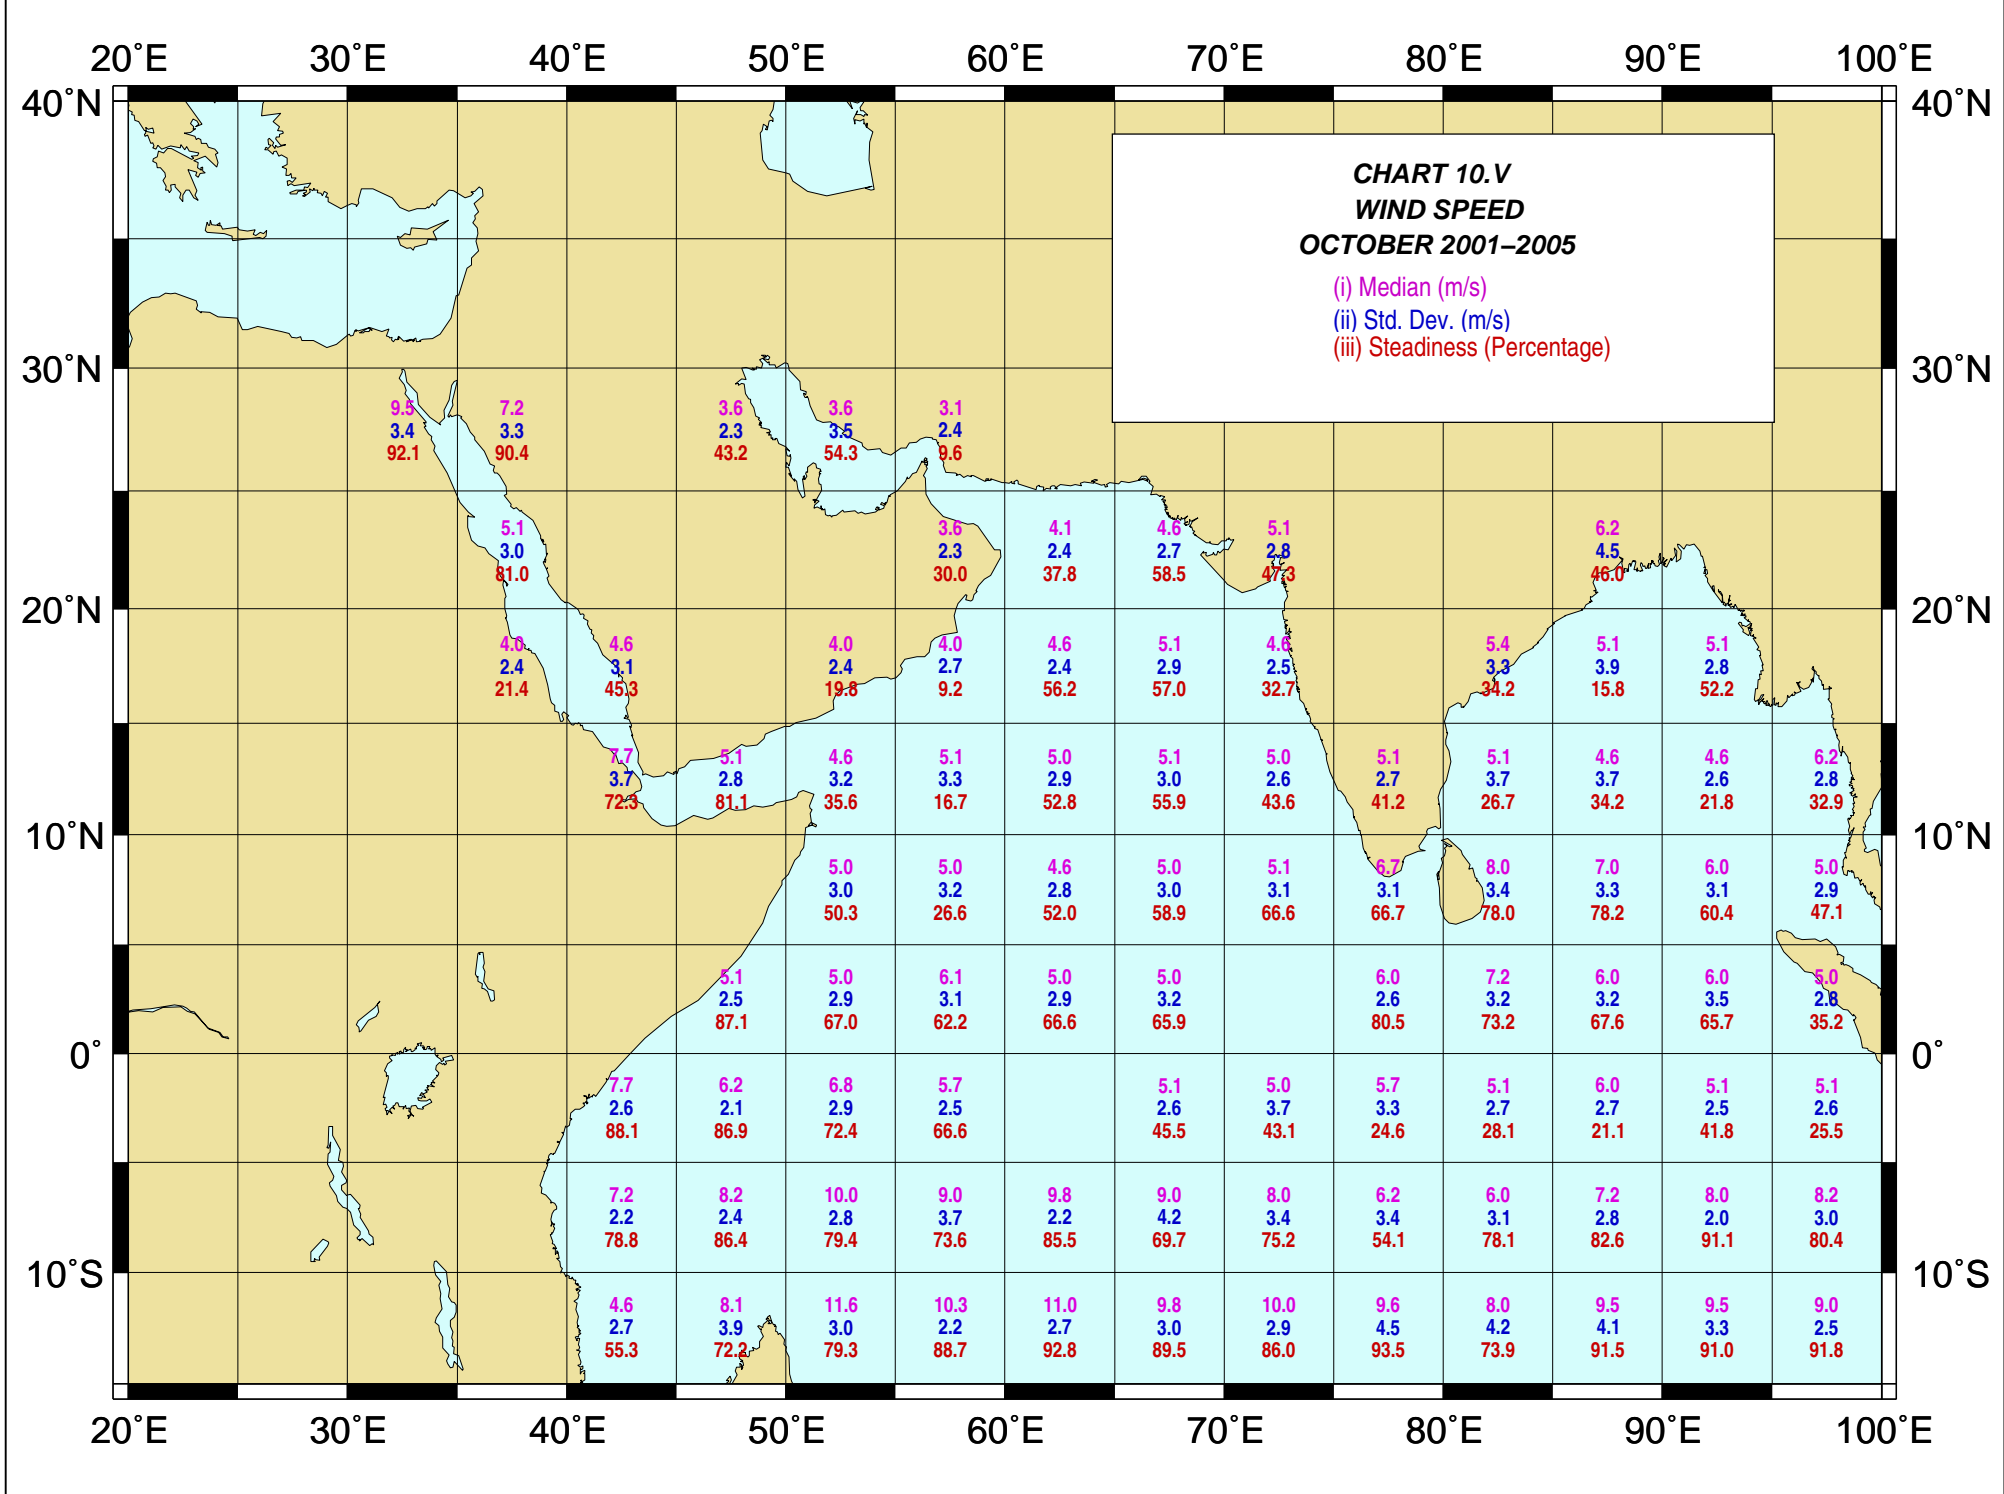 20°E 30°E 40°E 50°E 60°E 70°E 80°E 90°E 100°E
40°N 40°N
CHART 10.V
WIND SPEED
OCTOBER 2001–2005
(i) Median (m/s)
(ii) Std. Dev. (m/s)
(iii) Steadiness (Percentage)
30°N 30°N
9.5 7.2 3.6 3.6 3.1
3.4 3.3 2.3 3.5 2.4
92.1 90.4 43.2 54.3 9.6
5.1 3.6 4.1 4.6 5.1 6.2
3.0 2.3 2.4 2.7 2.8 4.5
81.0 30.0 37.8 58.5 47.3 46.0
20°N 20°N
4.0 4.6 4.0 4.0 4.6 5.1 4.6 5.4 5.1 5.1
2.4 3.1 2.4 2.7 2.4 2.9 2.5 3.3 3.9 2.8
21.4 45.3 19.8 9.2 56.2 57.0 32.7 34.2 15.8 52.2
7.7 5.1 4.6 5.1 5.0 5.1 5.0 5.1 5.1 4.6 4.6 6.2
3.7 2.8 3.2 3.3 2.9 3.0 2.6 2.7 3.7 3.7 2.6 2.8
72.3 81.1 35.6 16.7 52.8 55.9 43.6 41.2 26.7 34.2 21.8 32.9
10°N 10°N
5.0 5.0 4.6 5.0 5.1 6.7 8.0 7.0 6.0 5.0
3.0 3.2 2.8 3.0 3.1 3.1 3.4 3.3 3.1 2.9
50.3 26.6 52.0 58.9 66.6 66.7 78.0 78.2 60.4 47.1
5.1 5.0 6.1 5.0 5.0 6.0 7.2 6.0 6.0 5.0
2.5 2.9 3.1 2.9 3.2 2.6 3.2 3.2 3.5 2.8
87.1 67.0 62.2 66.6 65.9 80.5 73.2 67.6 65.7 35.2
0° 0°
7.7 6.2 6.8 5.7 5.1 5.0 5.7 5.1 6.0 5.1 5.1
2.6 2.1 2.9 2.5 2.6 3.7 3.3 2.7 2.7 2.5 2.6
88.1 86.9 72.4 66.6 45.5 43.1 24.6 28.1 21.1 41.8 25.5
7.2 8.2 10.0 9.0 9.8 9.0 8.0 6.2 6.0 7.2 8.0 8.2
2.2 2.4 2.8 3.7 2.2 4.2 3.4 3.4 3.1 2.8 2.0 3.0
78.8 86.4 79.4 73.6 85.5 69.7 75.2 54.1 78.1 82.6 91.1 80.4
10°S 10°S
4.6 8.1 11.6 10.3 11.0 9.8 10.0 9.6 8.0 9.5 9.5 9.0
2.7 3.9 3.0 2.2 2.7 3.0 2.9 4.5 4.2 4.1 3.3 2.5
55.3 72.2 79.3 88.7 92.8 89.5 86.0 93.5 73.9 91.5 91.0 91.8
20°E 30°E 40°E 50°E 60°E 70°E 80°E 90°E 100°E